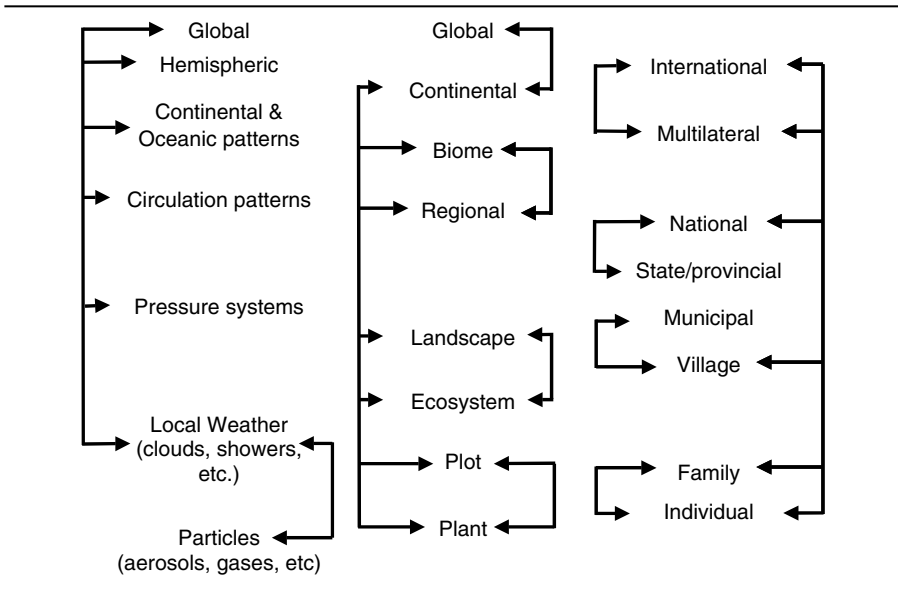 Global
Hemispheric
Continental &
Oceanic patterns
Circulation patterns
Pressure systems
Local Weather
(clouds, showers,
etc.)
Particles
(aerosols, gases, etc)
Global
Continental
Biome
Regional
Landscape
Ecosystem
Plot
Plant
International
Multilateral
National
State/provincial
Municipal
Village
Family
Individual